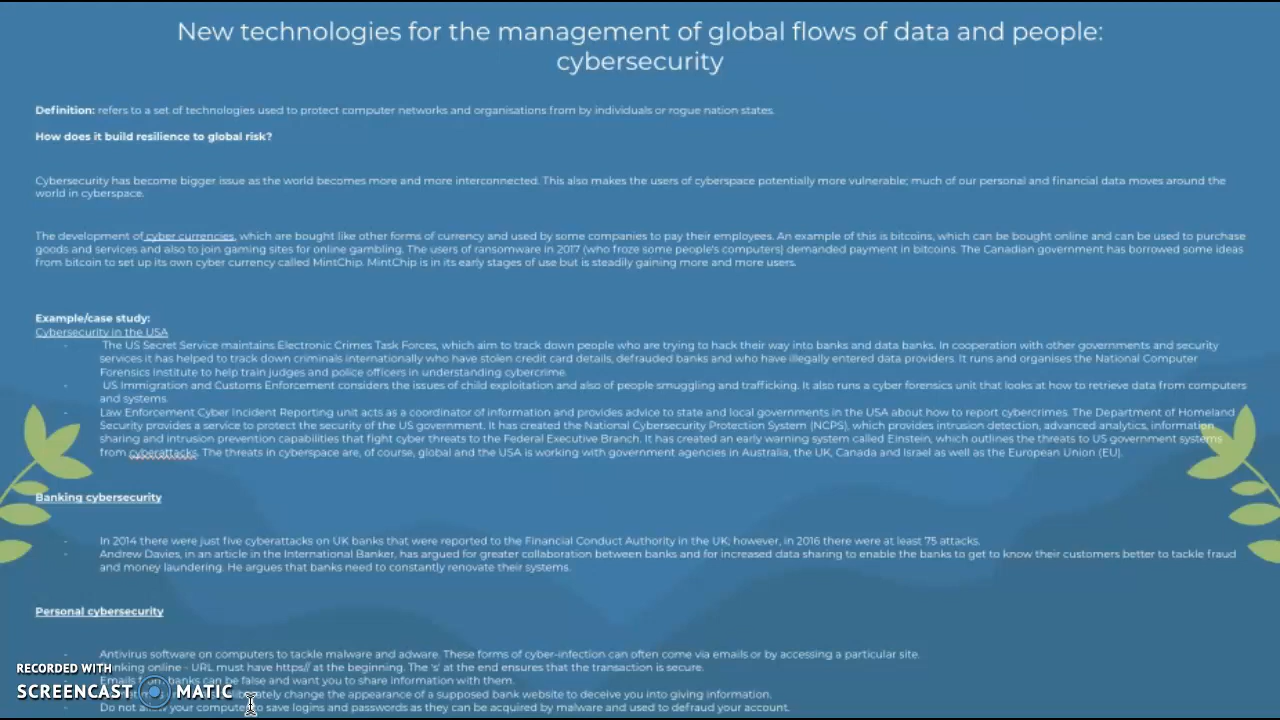 New technologies for the management of global flows of data and people:
cybersecurity
Definition: refers to a set of technologies used to protect computer networks and organisations from by individuals or rogue nation states.
How does it build resilience to global risk?
Cybersecurity has become bigger issue as the world becomes more and more interconnected. This also makes the users of cyberspace potentially more vulnerable; much of our personal and financial data moves around the
world in cyberspace.
The development of cyber currencies, which are bought like other forms of currency and used by some companies to pay their employees. An example of this is bitcoins, which can be bought online and can be used to purchase
goods and services and also to join gaming sites for online gambling. The users of ransomware in 2017 (who froze some people's computers) demanded payment in bitcoins. The Canadian government has borrowed some ideas
from bitcoin to set up its own cyber currency called MintChip. MintChip is in its early stages of use but is steadily gaining more and more users.
Example/case study:
Cybersecurity in the USA
- The US Secret Service maintains Electronic Crimes Task Forces, which aim to track down people who are trying to hack their way into banks and data banks. In cooperation with other governments and security
services it has helped to track down criminals internationally who have stolen credit card details, defrauded banks and who have illegally entered data providers. It runs and organises the National Computer
Forensics Institute to help train judges and police officers in understanding cybercrime.
- US Immigration and Customs Enforcement considers the issues of child exploitation and also of people smuggling and trafficking. It also runs a cyber forensics unit that looks at how to retrieve data from computers
and systems.
- Law Enforcement Cyber Incident Reporting unit acts as a coordinator of information and provides advice to state and local governments in the USA about how to report cybercrimes. The Department of Homeland
Security provides a service to protect the security of the US government. It has created the National Cybersecurity Protection System (NCPS), which provides intrusion detection, advanced analytics, information
sharing and intrusion prevention capabilities that fight cyber threats to the Federal Executive Branch. It has created an early warning system called Einstein, which outlines the threats to US government systems
from cyberattacks. The threats in cyberspace are, of course, global and the USA is working with government agencies in Australia, the UK, Canada and Israel as well as the European Union (EU).
Banking cybersecurity
- In 2014 there were just five cyberattacks on UK banks that were reported to the Financial Conduct Authority in the UK; however, in 2016 there were at least 75 attacks.
- Andrew Davies, in an article in the International Banker, has argued for greater collaboration between banks and for increased data sharing to enable the banks to get to know their customers better to tackle fraud
and money laundering. He argues that banks need to constantly renovate their systems.
Personal cybersecurity
- Antivirus software on computers to tackle malware and adware. These forms of cyber-infection can often come via emails or by accessing a particular site.
online - URL must have https// at the beginning. The 's' at the end ensures that the transaction is secure.
Emails from banks can be false and want you to share information with them.
change the appearance of a supposed bank website to deceive you into giving information.
Do not allow your computer to save logins and passwords as they can be acquired by malware and used to defraud your account.
RECORDED WITH
SCREENCAST MATIC